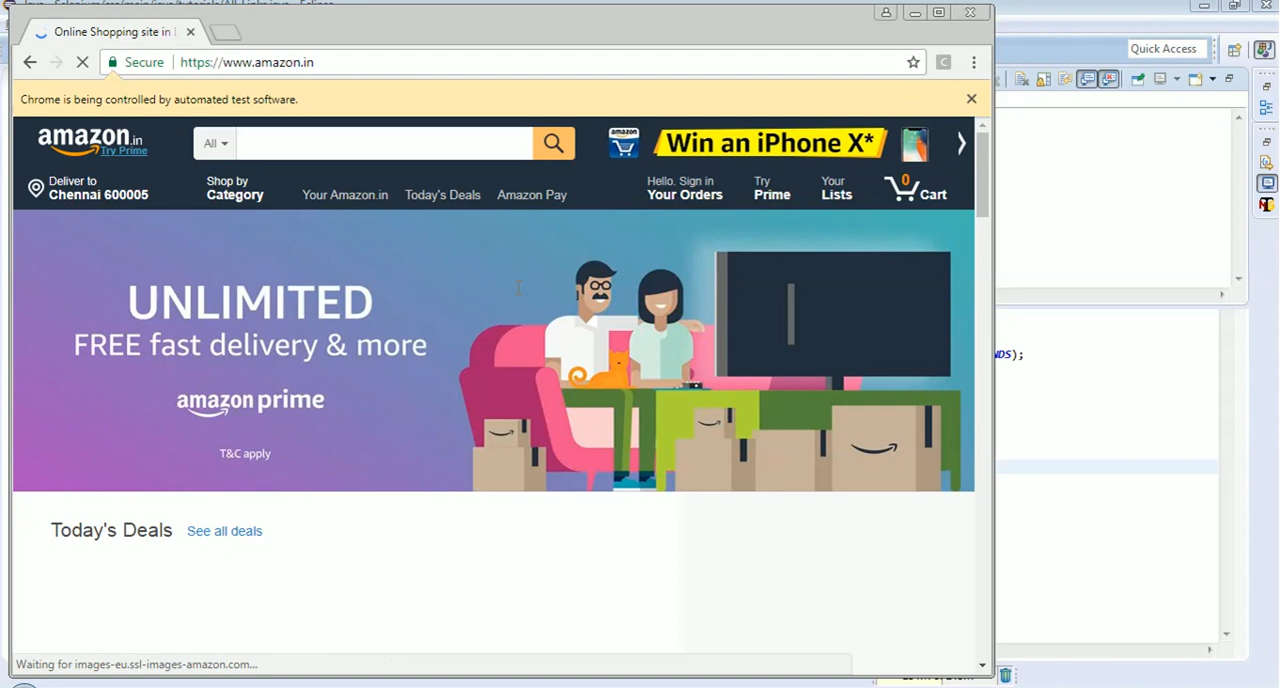 Online Shopping site in
Quick Access
Secure https://www.amazon.in
C
Chrome is being controlled by automated test software.
amazon.in
Try Prime
All
amazon
Win an iPhone X*
Deliver to
Chennai 600005
Shop by
Category
Your Amazon.in
Today's Deals
Amazon Pay
Hello. Sign in
Your Orders
Try
Prime
Your
Lists
0
Cart
UNLIMITED
FREE fast delivery & more
amazon prime
T&C apply
NDS);
Today's Deals See all deals
Waiting for images-eu.ssl-images-amazon.com...